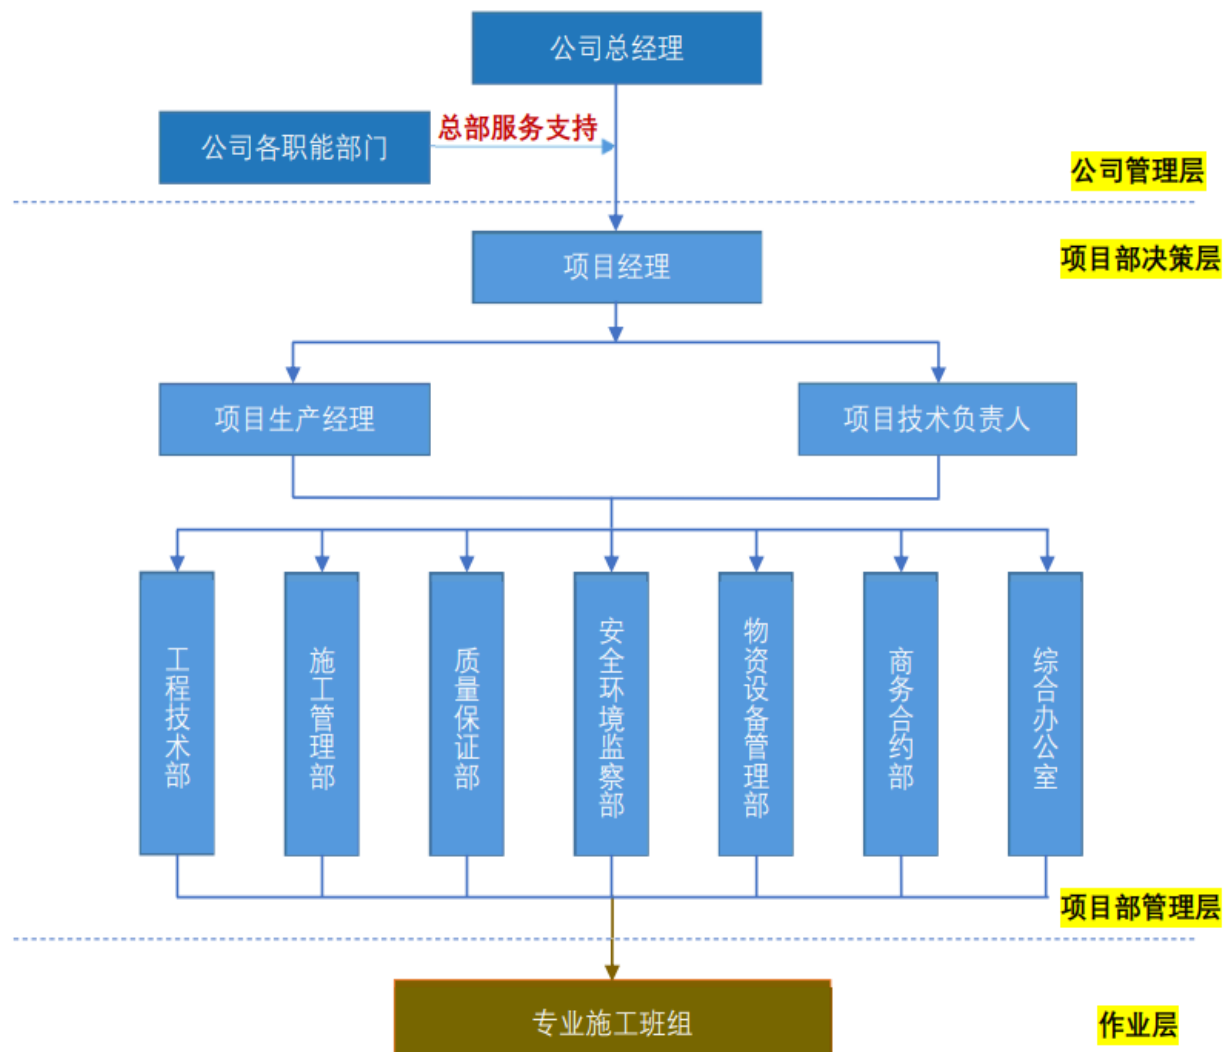 公司总经理
总部服务支持
公司各职能部门
公司管理层
项目部决策层
项目经理
项目生产经理
项目技术负责人
工程技术部
施工管理部
质量保证部
安全环境监察部
物资设备管理部
商务合约部
综合办公室
项目部管理层
专业施工班组
作业层